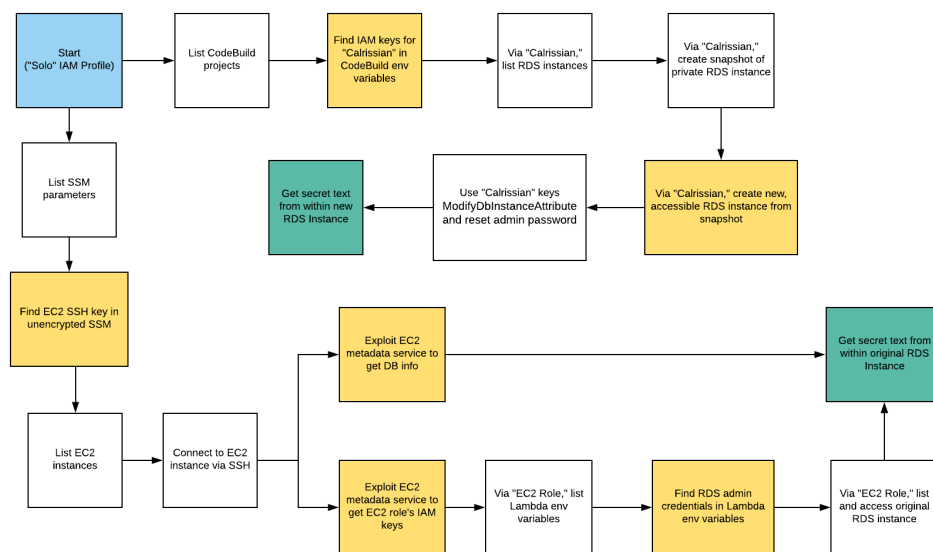 Start
("Solo" IAM Profile)
List CodeBuild
projects
Find IAM keys for
"Calrissian" in
CodeBuild env
variables
Via "Calrissian,"
list RDS instances
Via "Calrissian,"
create snapshot of
private RDS instance
List SSM
parameters
Get secret text
from within new
RDS Instance
Use "Calrissian" keys
ModifyDbInstanceAttribute
and reset admin password
Via "Calrissian," create new,
accessible RDS instance from
snapshot
Find EC2 SSH key in
unencrypted SSM
Exploit EC2
metadata service to
get DB info
Get secret text from
within original RDS
Instance
List EC2
instances
Connect to EC2
instance via SSH
Exploit EC2
metadata service to
get EC2 role's IAM
keys
Via "EC2 Role," list
Lambda env
variables
Find RDS admin
credentials in Lambda
env variables
Via "EC2 Role," list
and access original
RDS instance